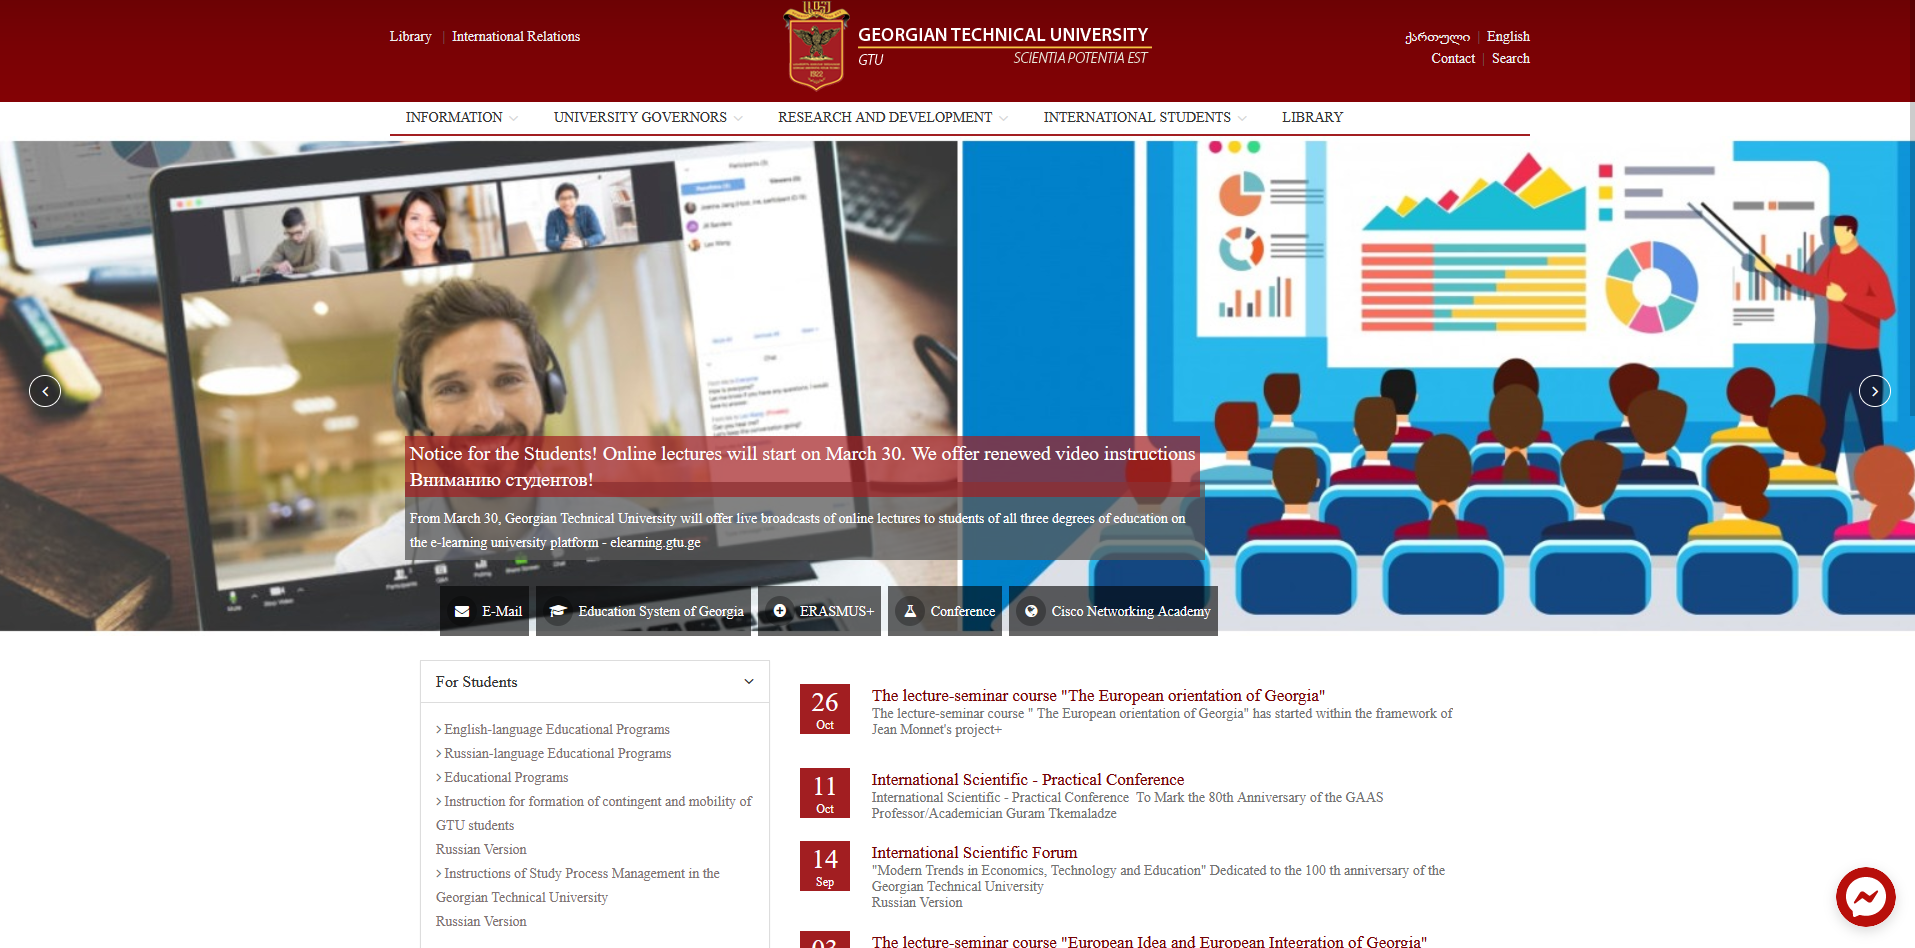 Library | International Relations
GEORGIAN TECHNICAL UNIVERSITY
GTU SCIENTIA POTENTIA EST
1922
ქართული | English
Contact | Search
INFORMATION UNIVERSITY GOVERNORS RESEARCH AND DEVELOPMENT INTERNATIONAL STUDENTS LIBRARY
Notice for the Students! Online lectures will start on March 30. We offer renewed video instructions
Вниманию студентов!
From March 30, Georgian Technical University will offer live broadcasts of online lectures to students of all three degrees of education on
the e-learning university platform - elearning.gtu.ge
E-Mail Education System of Georgia ERASMUS+ Conference Cisco Networking Academy
For Students
> English-language Educational Programs
> Russian-language Educational Programs
> Educational Programs
> Instruction for formation of contingent and mobility of
GTU students
Russian Version
> Instructions of Study Process Management in the
Georgian Technical University
Russian Version
26
Oct
The lecture-seminar course "The European orientation of Georgia"
The lecture-seminar course " The European orientation of Georgia" has started within the framework of
Jean Monnet's project+
11
Oct
International Scientific - Practical Conference
International Scientific - Practical Conference To Mark the 80th Anniversary of the GAAS
Professor/Academician Guram Tkemaladze
14
Sep
International Scientific Forum
"Modern Trends in Economics, Technology and Education" Dedicated to the 100 th anniversary of the
Georgian Technical University
Russian Version
03
The lecture-seminar course "European Idea and European Integration of Georgia"